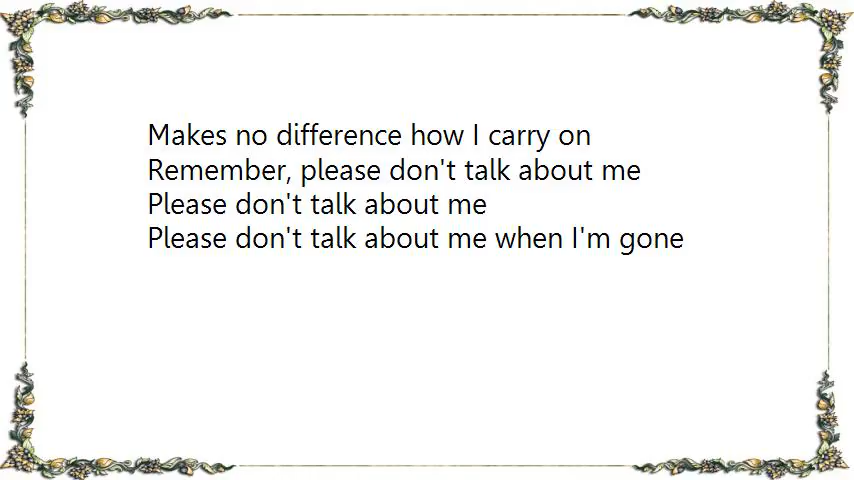 Makes no difference how I carry on
Remember, please don't talk about me
Please don't talk about me
Please don't talk about me when I'm gone